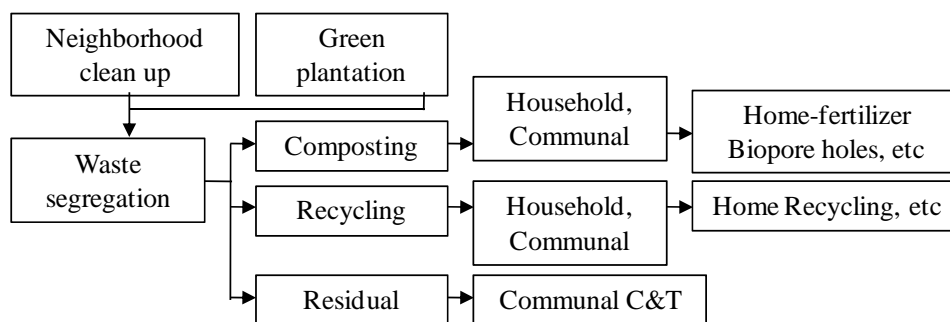 Neighborhood
clean up
Green
plantation
Waste
segregation
Composting
Household,
Communal
Home-fertilizer
Biopore holes, etc
Recycling
Household,
Communal
Home Recycling, etc
Residual
Communal C&T